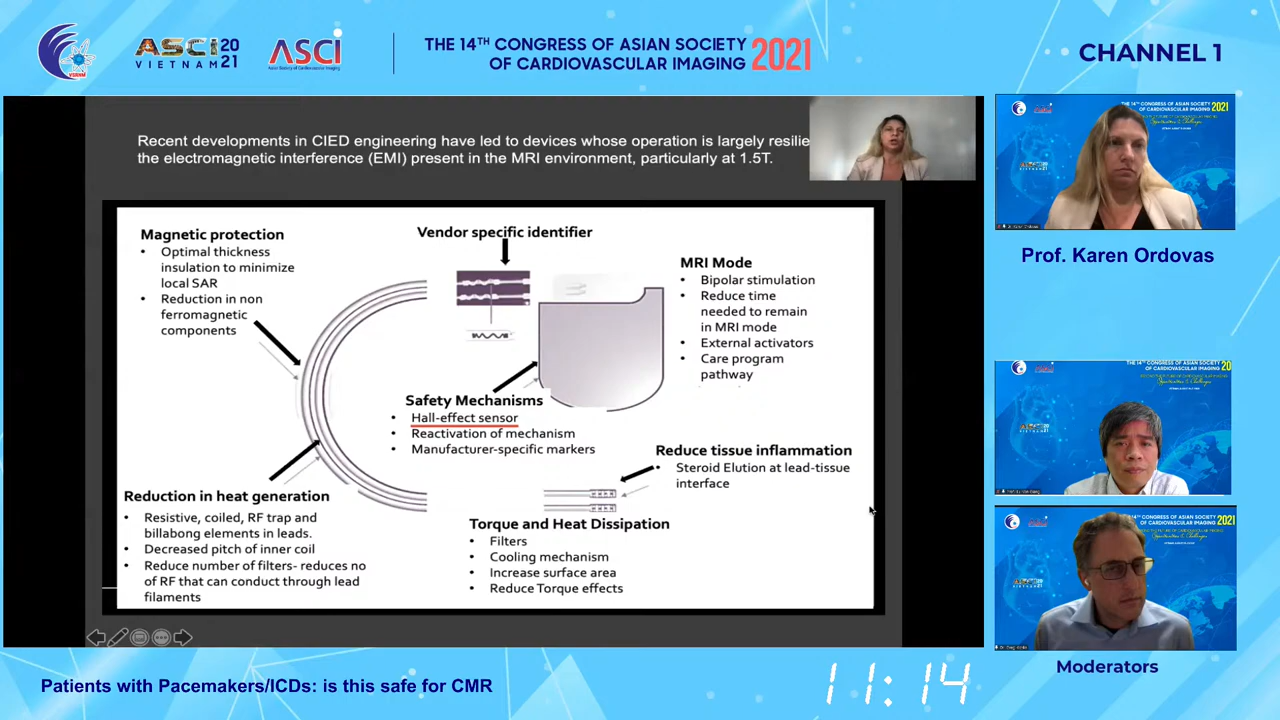 VSRNM
ASCI 20
VIETNAM 21
ASCI
Asian Society of Cardiovascular Imaging
THE 14TH CONGRESS OF ASIAN SOCIETY
OF CARDIOVASCULAR IMAGING 2021
CHANNEL 1
Recent developments in CIED engineering have led to devices whose operation is largely resilie
the electromagnetic interference (EMI) present in the MRI environment, particularly at 1.5T.
Magnetic protection
• Optimal thickness
insulation to minimize
local SAR
• Reduction in non
ferromagnetic
components
Vendor specific identifier
MRI Mode
• Bipolar stimulation
• Reduce time
needed to remain
in MRI mode
• External activators
• Care program
pathway
Safety Mechanisms
• Hall-effect sensor
• Reactivation of mechanism
• Manufacturer-specific markers
Reduce tissue inflammation
• Steroid Elution at lead-tissue
interface
Reduction in heat generation
• Resistive, coiled, RF trap and
billabong elements in leads.
• Decreased pitch of inner coil
• Reduce number of filters- reduces no
of RF that can conduct through lead
filaments
Torque and Heat Dissipation
• Filters
• Cooling mechanism
• Increase surface area
• Reduce Torque effects
Prof. Karen Ordovas
Moderators
Patients with Pacemakers/ICDs: is this safe for CMR
11:14